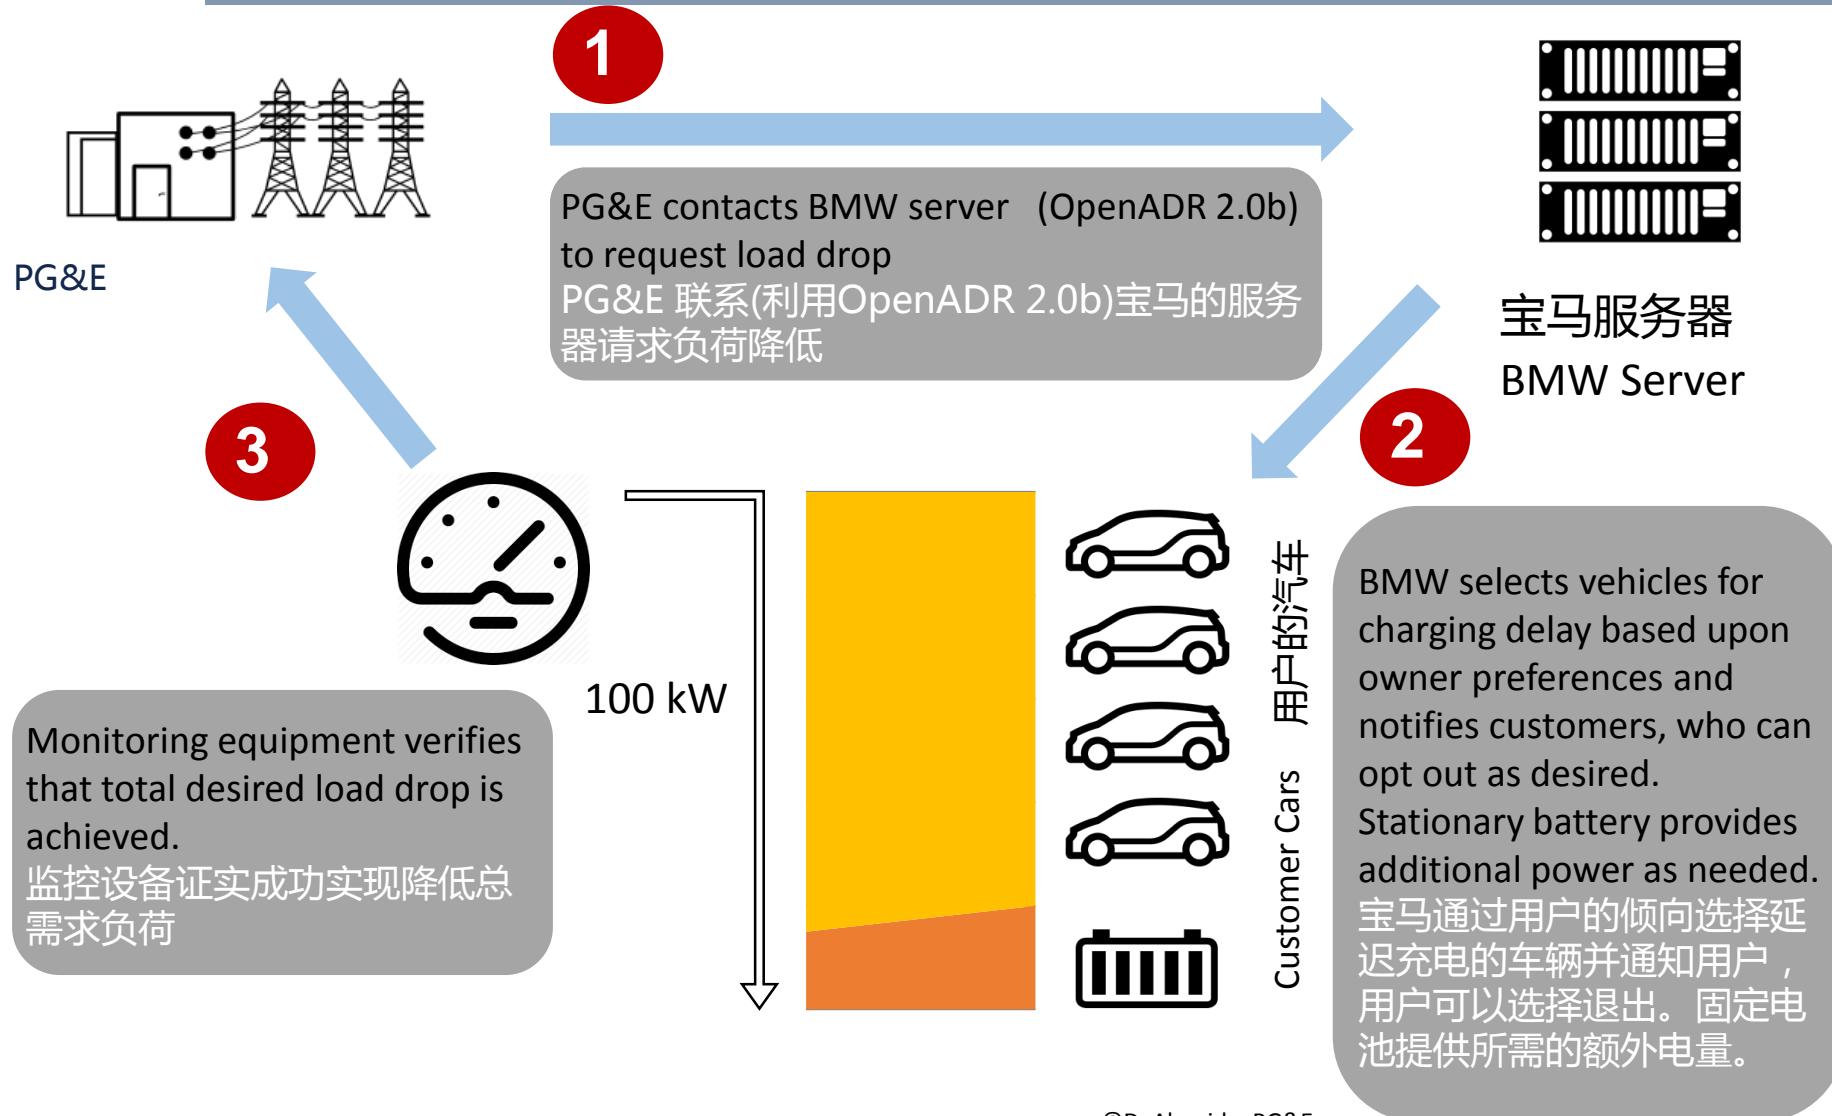 1
PG&E contacts BMW server (OpenADR 2.0b)
to request load drop
PG&E 联系(利用OpenADR 2.0b)宝马的服务
器请求负荷降低
PG&E
宝马服务器
BMW Server
2
BMW selects vehicles for
charging delay based upon
owner preferences and
notifies customers, who can
opt out as desired.
Stationary battery provides
additional power as needed.
宝马通过用户的倾向选择延
迟充电的车辆并通知用户，
用户可以选择退出。固定电
池提供所需的额外电量。
用户的汽车
Customer Cars
100 kW
3
Monitoring equipment verifies
that total desired load drop is
achieved.
监控设备证实成功实现降低总
需求负荷